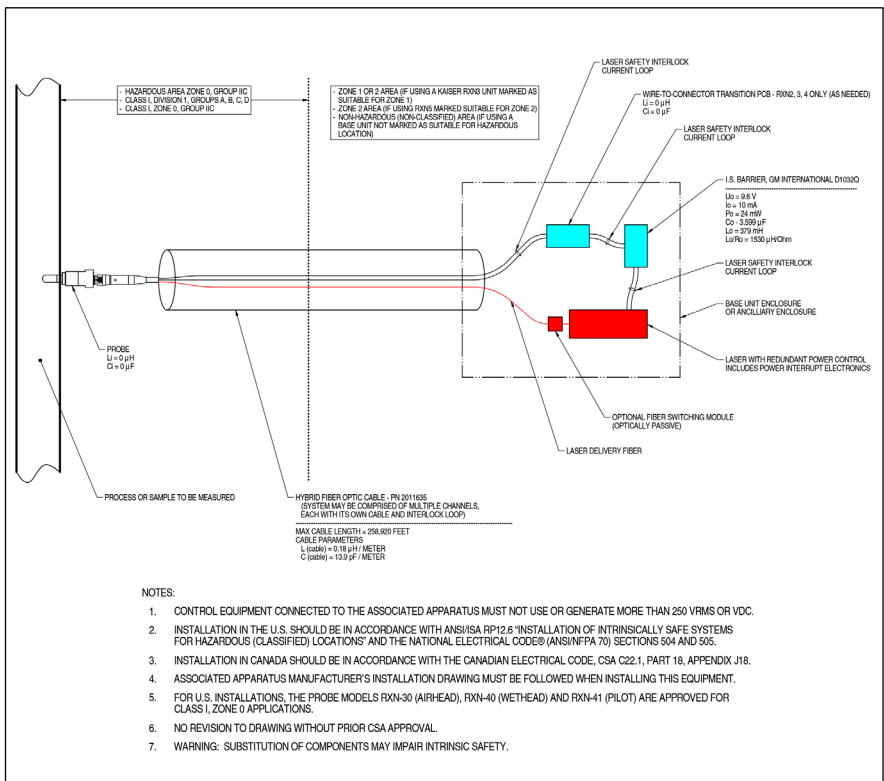 LASER SAFETY INTERLOCK
CURRENT LOOP
- HAZARDOUS AREA ZONE 0, GROUP IIC
- CLASS I, DIVISION 1, GROUPS A, B, C, D
- CLASS I, ZONE 0, GROUP IIC
- ZONE 1 OR 2 AREA (IF USING A KAISER RXN3 UNIT MARKED AS
SUITABLE FOR ZONE 1)
- ZONE 2 AREA (IF USING RXN5 MARKED SUITABLE FOR ZONE 2)
- NON-HAZARDOUS (NON-CLASSIFIED) AREA (IF USING A
BASE UNIT NOT MARKED AS SUITABLE FOR HAZARDOUS
LOCATION)
WIRE-TO-CONNECTOR TRANSITION PCB - RXN2, 3, 4 ONLY (AS NEEDED)
Li = 0 µH
Ci = 0 µF
LASER SAFETY INTERLOCK
CURRENT LOOP
I.S. BARRIER, GM INTERNATIONAL D1032Q
Uo = 9.6 V
Io = 10 mA
Po = 24 mW
Co - 3.599 µF
Lo = 379 mH
Lo/Ro = 1530 µH/Ohm
LASER SAFETY INTERLOCK
CURRENT LOOP
BASE UNIT ENCLOSURE
OR ANCILLIARY ENCLOSURE
PROBE
Li = 0 µH
Ci = 0 µF
LASER WITH REDUNDANT POWER CONTROL
INCLUDES POWER INTERRUPT ELECTRONICS
OPTIONAL FIBER SWITCHING MODULE
(OPTICALLY PASSIVE)
LASER DELIVERY FIBER
PROCESS OR SAMPLE TO BE MEASURED
HYBRID FIBER OPTIC CABLE - PN 2011635
(SYSTEM MAY BE COMPRISED OF MULTIPLE CHANNELS,
EACH WITH ITS OWN CABLE AND INTERLOCK LOOP)
MAX CABLE LENGTH = 258,920 FEET
CABLE PARAMETERS
L (cable) = 0.18 µH / METER
C (cable) = 13.9 pF / METER
NOTES:
1. CONTROL EQUIPMENT CONNECTED TO THE ASSOCIATED APPARATUS MUST NOT USE OR GENERATE MORE THAN 250 VRMS OR VDC.
2. INSTALLATION IN THE U.S. SHOULD BE IN ACCORDANCE WITH ANSI/ISA RP12.6 "INSTALLATION OF INTRINSICALLY SAFE SYSTEMS
FOR HAZARDOUS (CLASSIFIED) LOCATIONS" AND THE NATIONAL ELECTRICAL CODE® (ANSI/NFPA 70) SECTIONS 504 AND 505.
3. INSTALLATION IN CANADA SHOULD BE IN ACCORDANCE WITH THE CANADIAN ELECTRICAL CODE, CSA C22.1, PART 18, APPENDIX J18.
4. ASSOCIATED APPARATUS MANUFACTURER'S INSTALLATION DRAWING MUST BE FOLLOWED WHEN INSTALLING THIS EQUIPMENT.
5. FOR U.S. INSTALLATIONS, THE PROBE MODELS RXN-30 (AIRHEAD), RXN-40 (WETHEAD) AND RXN-41 (PILOT) ARE APPROVED FOR
CLASS I, ZONE 0 APPLICATIONS.
6. NO REVISION TO DRAWING WITHOUT PRIOR CSA APPROVAL.
7. WARNING: SUBSTITUTION OF COMPONENTS MAY IMPAIR INTRINSIC SAFETY.